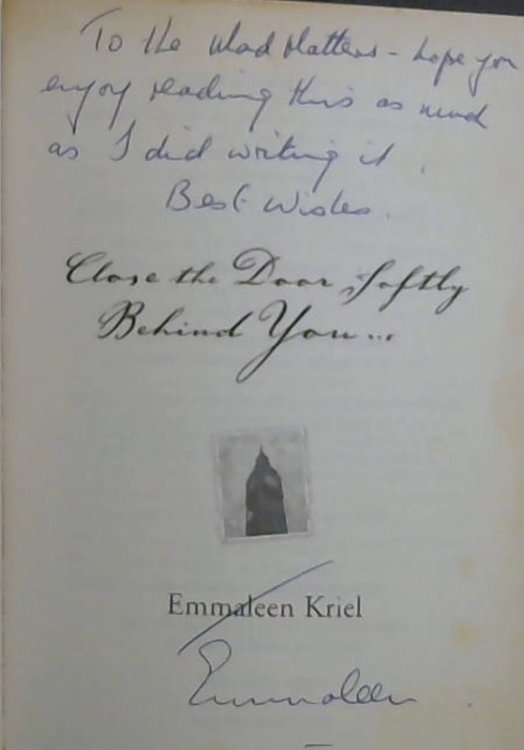 To the Mad Hatters - hope you
enjoy reading this as much
as I did writing it.
Best Wishes.
Close the Door Softly
Behind You...
Emmaleen Kriel
Emmaleen